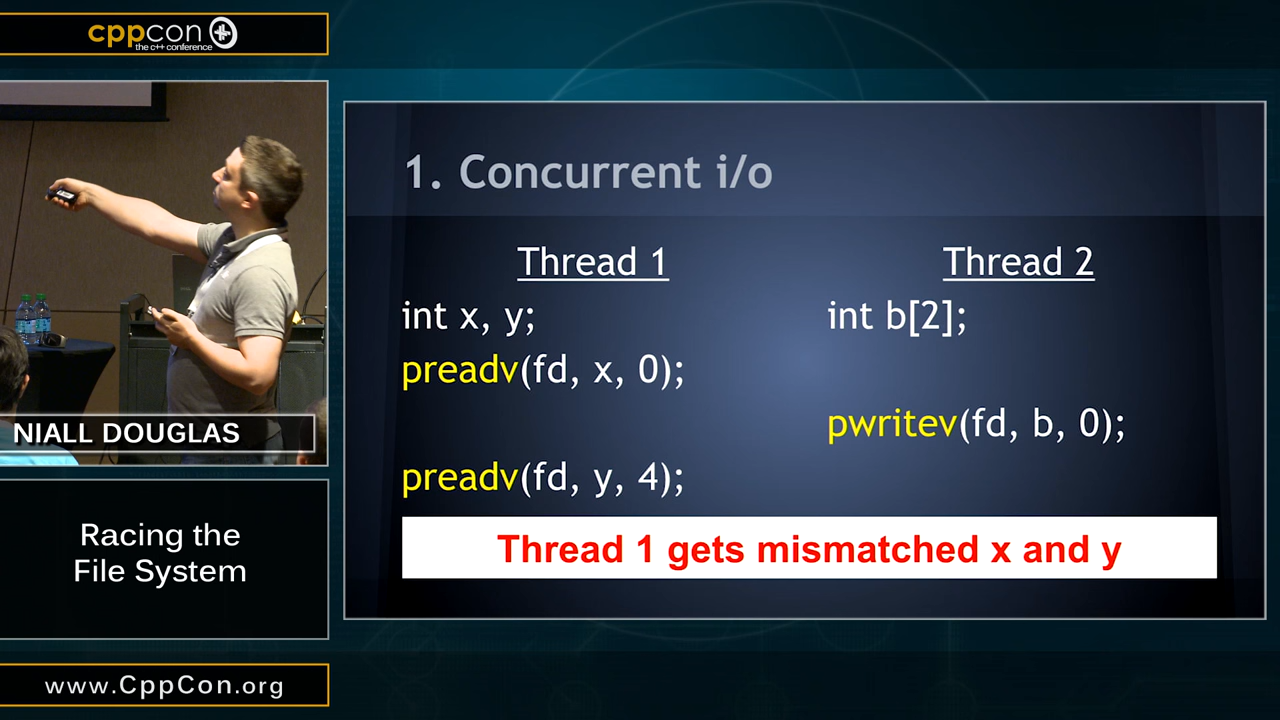 cppcon
the c++ conference
NIALL DOUGLAS
Racing the
File System
www.CppCon.org
1. Concurrent i/o
Thread 1
Thread 2
int x, y;
int b[2];
preadv(fd, x, 0);
pwritev(fd, b, 0);
preadv(fd, y, 4);
Thread 1 gets mismatched x and y